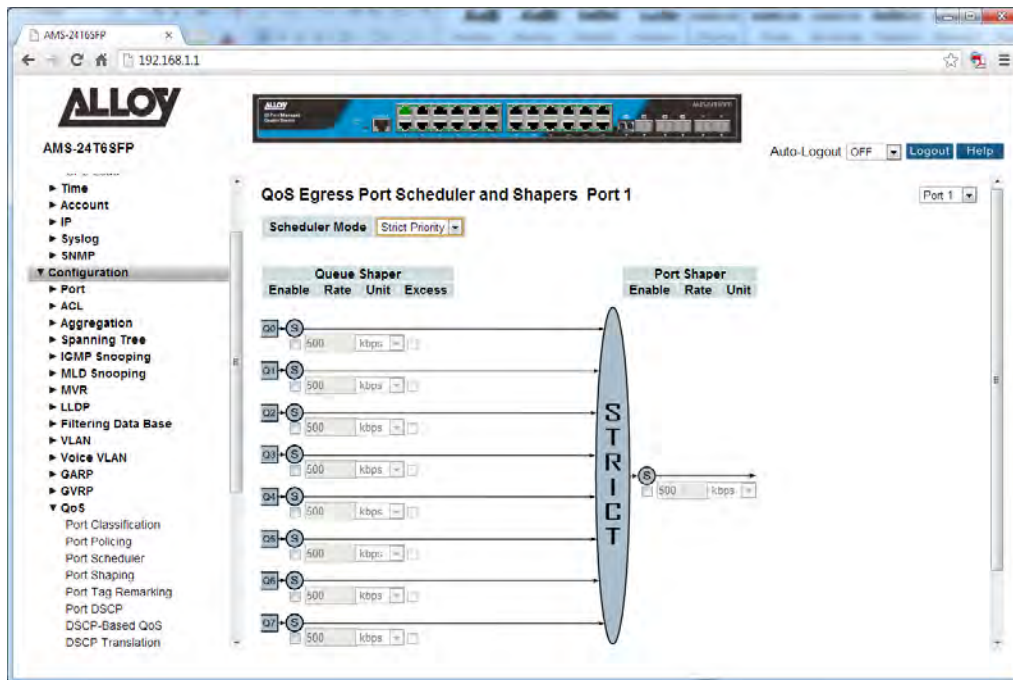 AMS-24T6SFP
192.168.1.1
ALLOY
AMS-24T6SFP
ALLOY
Auto-Logout OFF Logout Help
Time
Account
IP
Syslog
SNMP
Configuration
Port
ACL
Aggregation
Spanning Tree
IGMP Snooping
MLD Snooping
MVR
LLDP
Filtering Data Base
VLAN
Voice VLAN
GARP
GVRP
QoS
Port Classification
Port Policing
Port Scheduler
Port Shaping
Port Tag Remarking
Port DSCP
DSCP-Based QoS
DSCP Translation
QoS Egress Port Scheduler and Shapers Port 1
Port 1
Scheduler Mode Strict Priority
Queue Shaper
Enable Rate Unit Excess
Port Shaper
Enable Rate Unit
Q0 S
500 kbps
Q1 S
500 kbps
Q2 S
500 kbps
Q3 S
500 kbps
Q4 S
500 kbps
Q5 S
500 kbps
Q6 S
500 kbps
Q7 S
500 kbps
STRICT
S
500 kbps